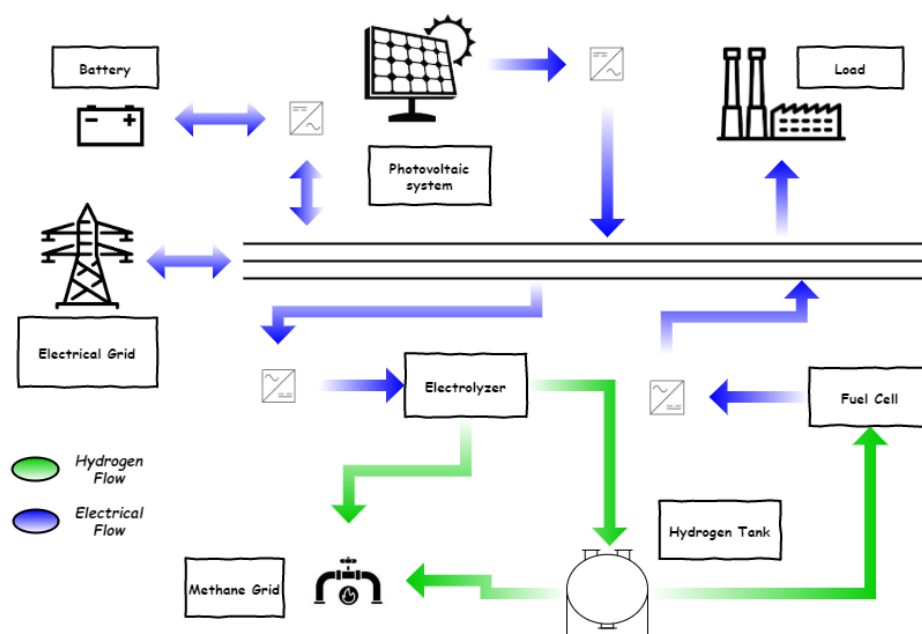 Battery
Load
Photovoltaic
system
Electrical Grid
Electrolyzer
Fuel Cell
Hydrogen
Flow
Electrical
Flow
Hydrogen Tank
Methane Grid